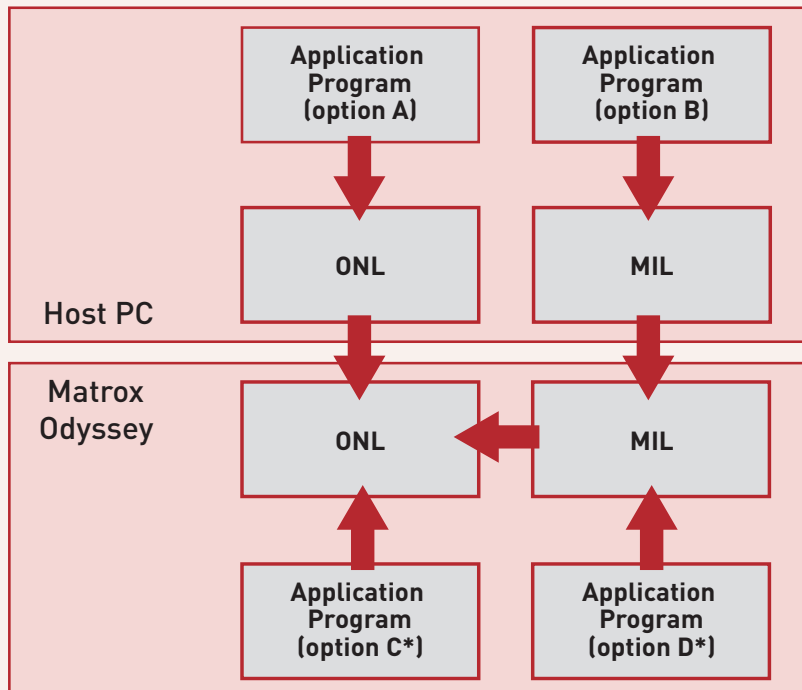 Application
Program
(option A)
Application
Program
(option B)
ONL
MIL
Host PC
Matrox
Odyssey
ONL
MIL
Application
Program
(option C*)
Application
Program
(option D*)